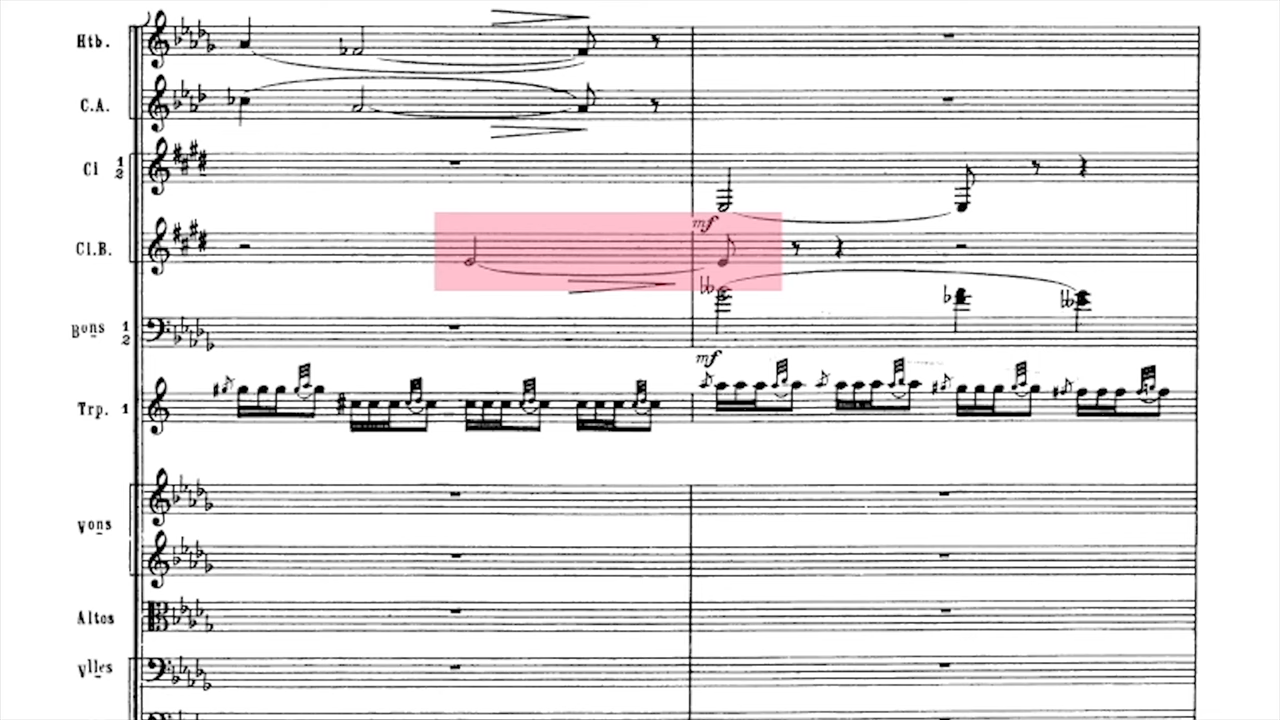 Htb.
C.A.
Cl 1 2
mf
Cl.B.
Bons 1 2
mf
Trp. 1
Vons
Altos
Vlles